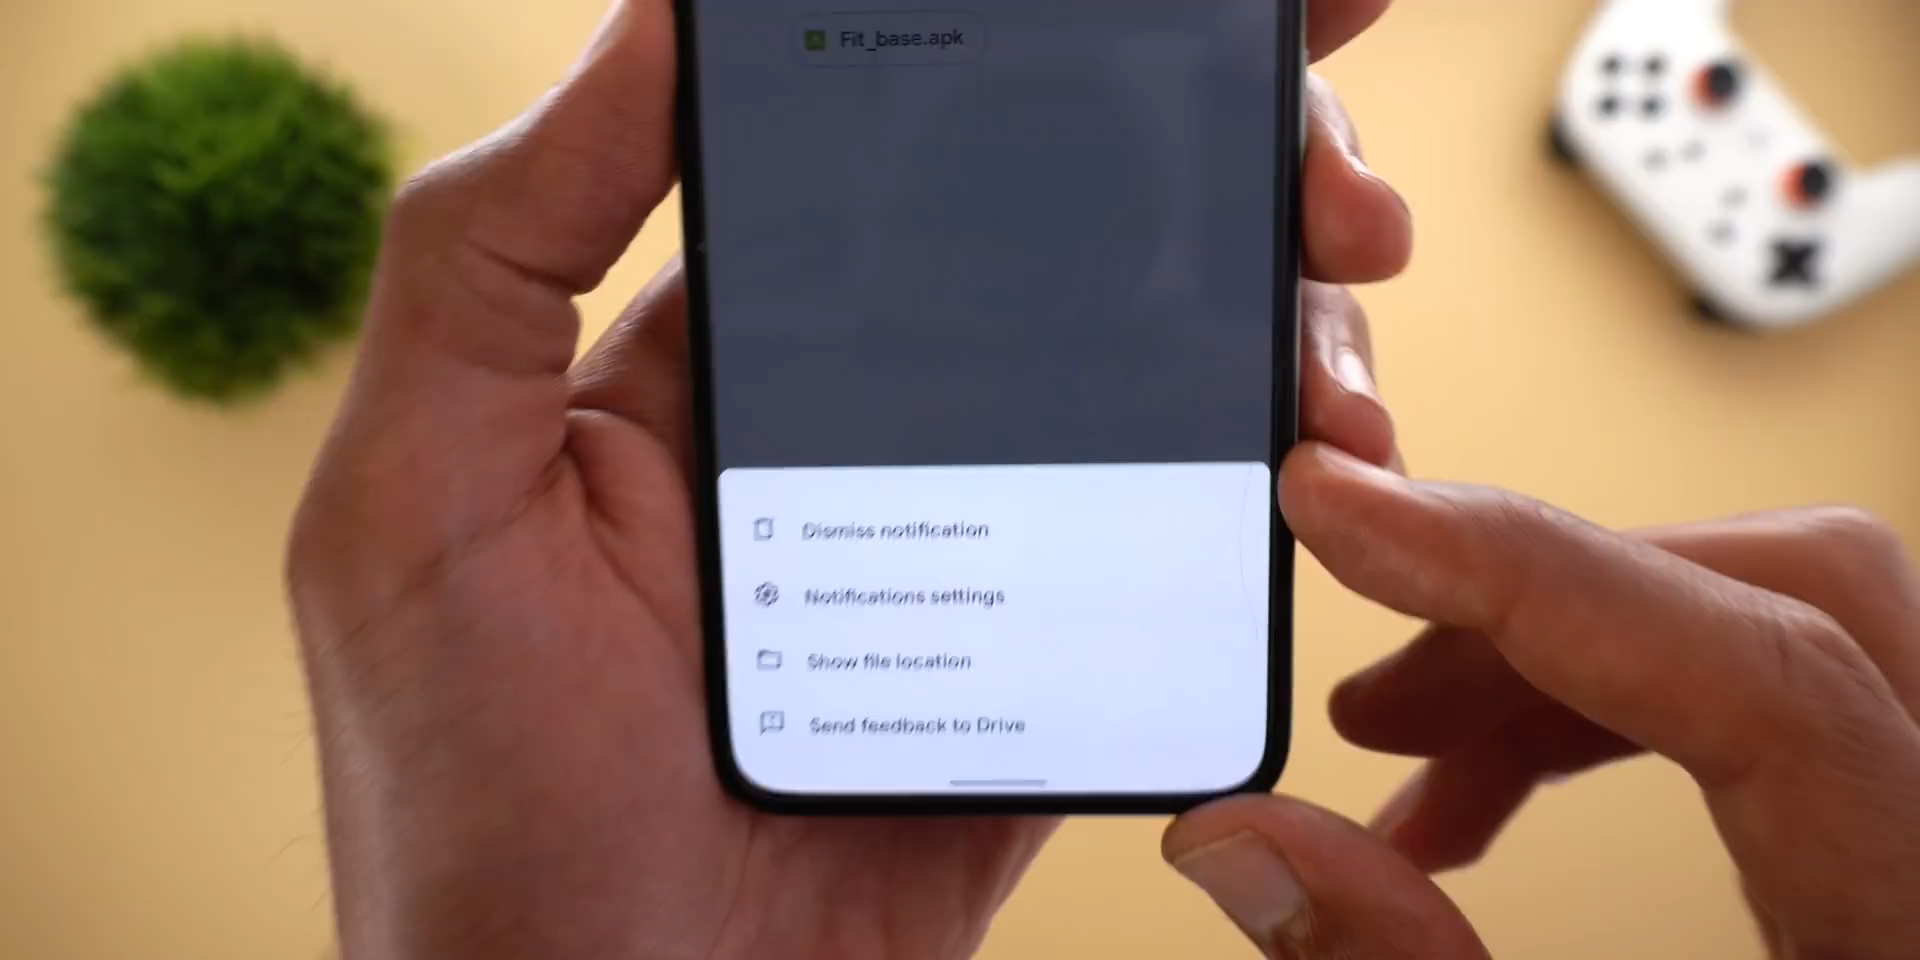 Fit_base.apk
Dismiss notification
Notifications settings
Show file location
Send feedback to Drive